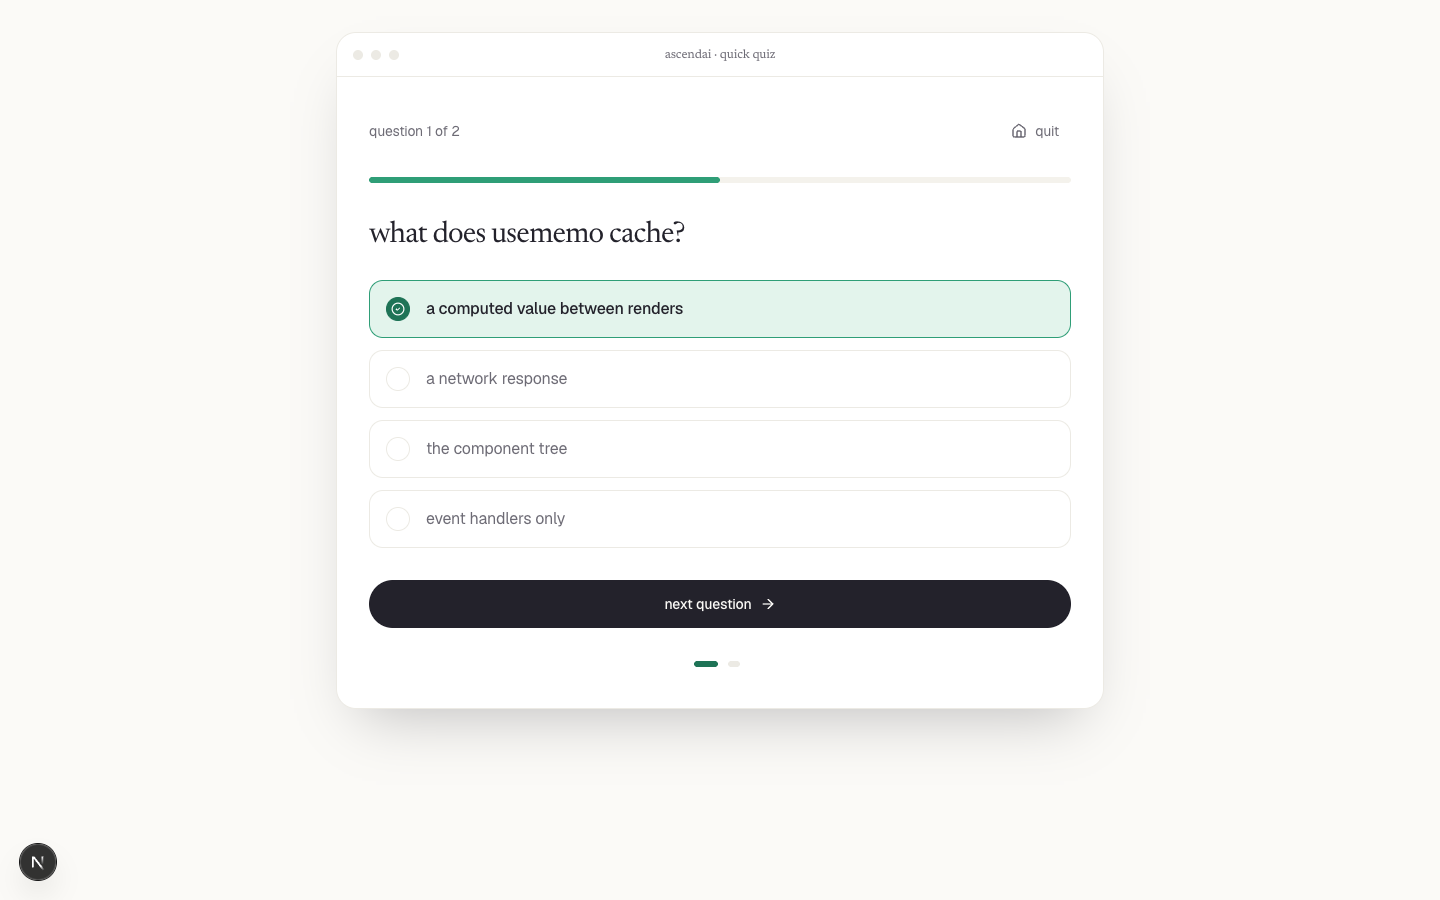 ascendai · quick quiz
question 1 of 2
quit
what does usememo cache?
a computed value between renders
a network response
the component tree
event handlers only
next question
N